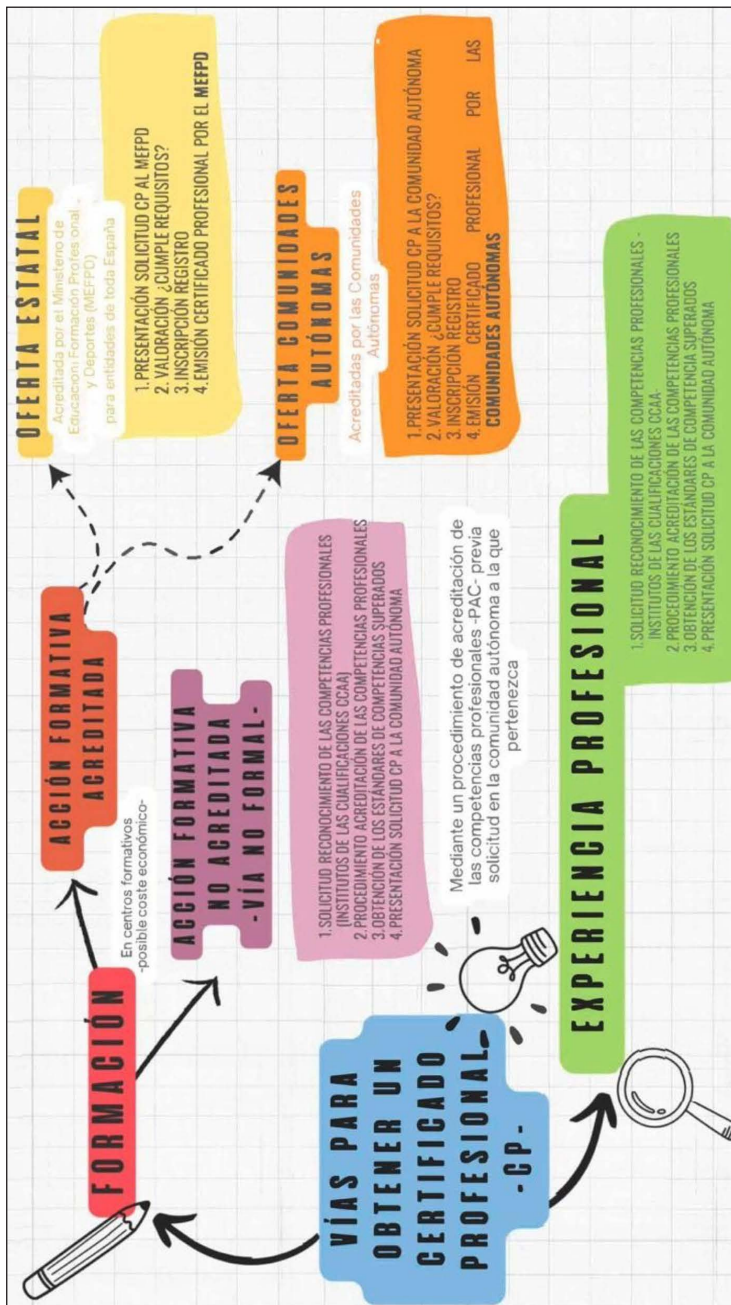 FORMACIÓN
En centros formativos
-posible coste económico-
ACCIÓN FORMATIVA
ACREDITADA
OFERTA ESTATAL
Acreditada por el Ministerio de
Educación, Formación Profesional
y Deportes (MEFPD)
para entidades de toda España
1. PRESENTACIÓN SOLICITUD CP AL MEFPD
2. VALORACIÓN ¿CUMPLE REQUISITOS?
3. INSCRIPCIÓN REGISTRO
4. EMISIÓN CERTIFICADO PROFESIONAL POR EL MEFPD
OFERTA COMUNIDADES
AUTÓNOMAS
Acreditadas por las Comunidades
Autónomas
1. PRESENTACIÓN SOLICITUD CP A LA COMUNIDAD AUTÓNOMA
2. VALORACIÓN ¿CUMPLE REQUISITOS?
3. INSCRIPCIÓN REGISTRO
4. EMISIÓN CERTIFICADO PROFESIONAL POR LAS
COMUNIDADES AUTÓNOMAS
ACCIÓN FORMATIVA
NO ACREDITADA
-VÍA NO FORMAL-
1. SOLICITUD RECONOCIMIENTO DE LAS COMPETENCIAS PROFESIONALES
(INSTITUTOS DE LAS CUALIFICACIONES CCAA)
2. PROCEDIMIENTO ACREDITACIÓN DE LAS COMPETENCIAS PROFESIONALES
3. OBTENCIÓN DE LOS ESTÁNDARES DE COMPETENCIAS SUPERADOS
4. PRESENTACIÓN SOLICITUD CP A LA COMUNIDAD AUTÓNOMA
VÍAS PARA
OBTENER UN
CERTIFICADO
PROFESIONAL
-CP-
Mediante un procedimiento de acreditación de
las competencias profesionales -PAC- previa
solicitud en la comunidad autónoma a la que
pertenezca
EXPERIENCIA PROFESIONAL
1. SOLICITUD RECONOCIMIENTO DE LAS COMPETENCIAS PROFESIONALES -
INSTITUTOS DE LAS CUALIFICACIONES CCAA-
2. PROCEDIMIENTO ACREDITACIÓN DE LAS COMPETENCIAS PROFESIONALES
3. OBTENCIÓN DE LOS ESTÁNDARES DE COMPETENCIA SUPERADOS
4. PRESENTACIÓN SOLICITUD CP A LA COMUNIDAD AUTÓNOMA